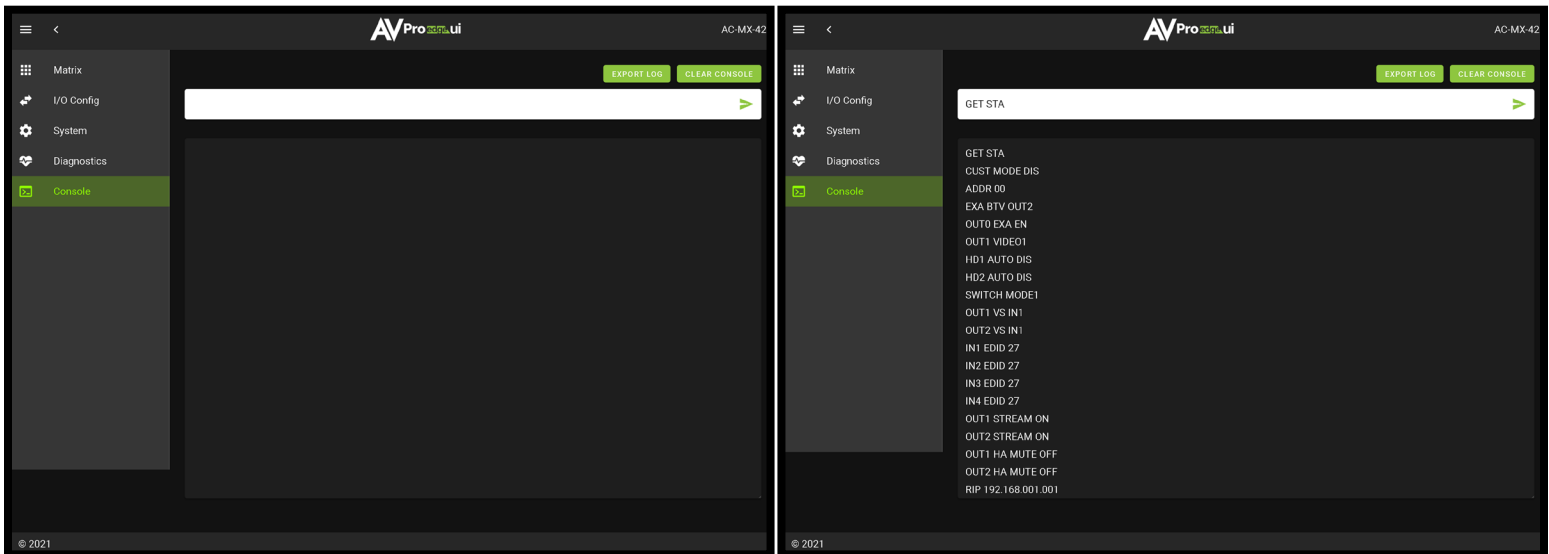 AVPro edge.ui
AC-MX-42
Matrix
I/O Config
System
Diagnostics
Console
EXPORT LOG
CLEAR CONSOLE
© 2021
AVPro edge.ui
AC-MX-42
Matrix
I/O Config
System
Diagnostics
Console
EXPORT LOG
CLEAR CONSOLE
GET STA
GET STA
CUST MODE DIS
ADDR 00
EXA BTV OUT2
OUT0 EXA EN
OUT1 VIDEO1
HD1 AUTO DIS
HD2 AUTO DIS
SWITCH MODE1
OUT1 VS IN1
OUT2 VS IN1
IN1 EDID 27
IN2 EDID 27
IN3 EDID 27
IN4 EDID 27
OUT1 STREAM ON
OUT2 STREAM ON
OUT1 HA MUTE OFF
OUT2 HA MUTE OFF
RIP 192.168.001.001
© 2021